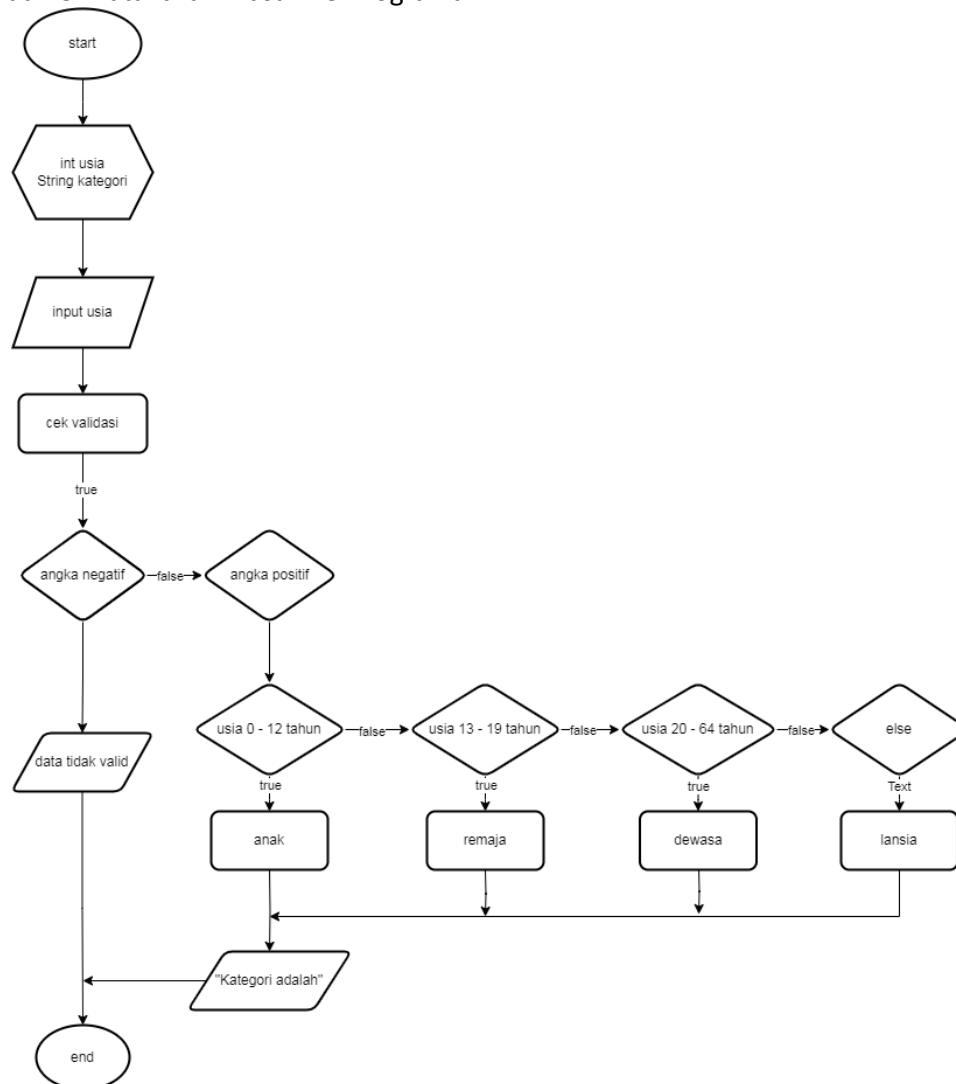 start
int usia
String kategori
input usia
cek validasi
true
angka negatif
false
angka positif
usia 0 - 12 tahun
false
usia 13 - 19 tahun
false
usia 20 - 64 tahun
false
else
data tidak valid
true
true
true
Text
anak
remaja
dewasa
lansia
"Kategori adalah"
end